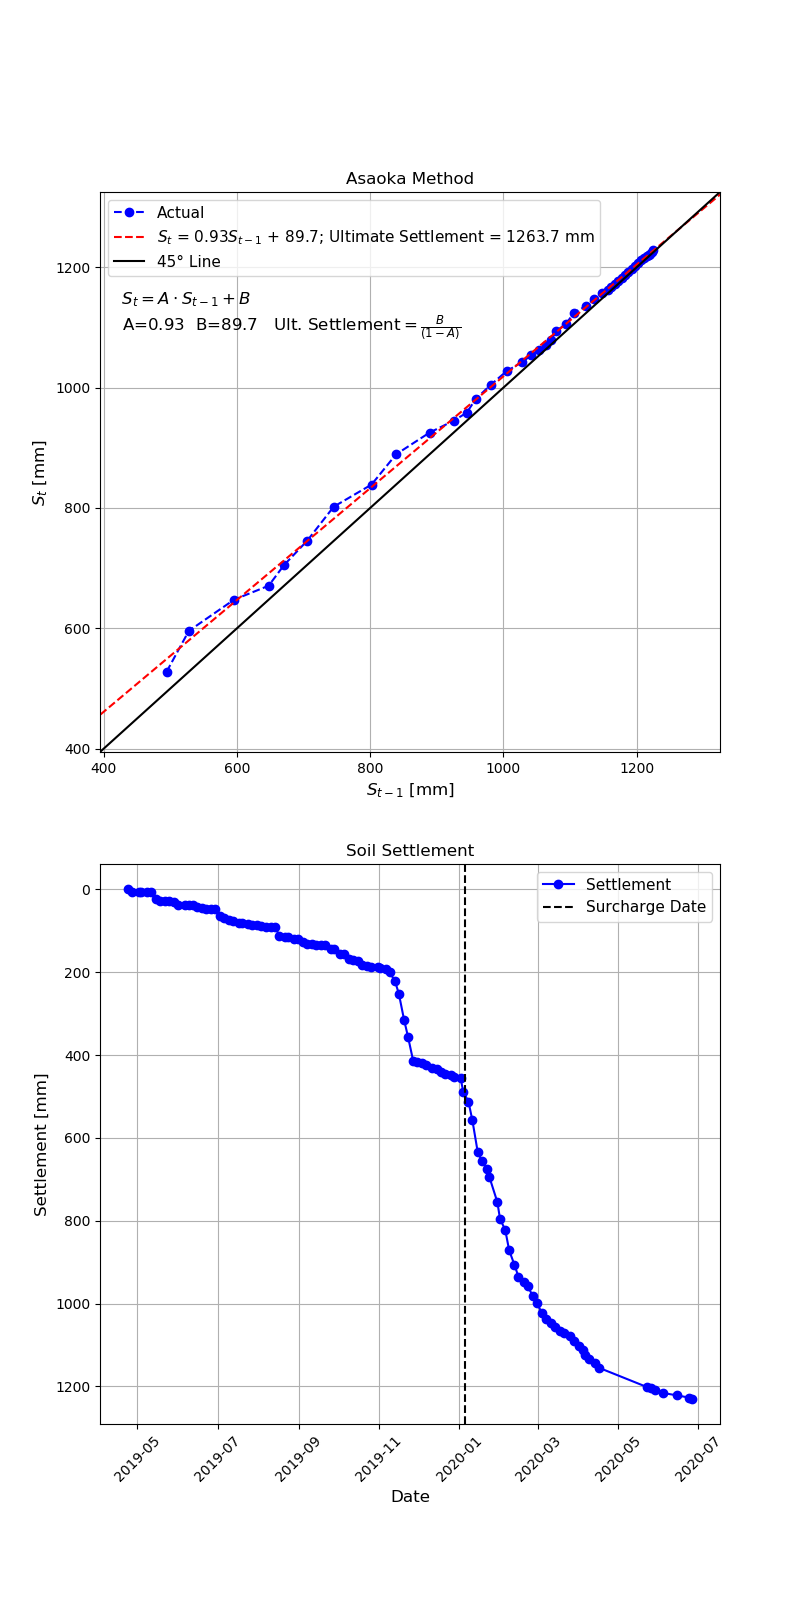 Asaoka Method
Actual
S_t = 0.93S_{t−1} + 89.7; Ultimate Settlement = 1263.7 mm
45° Line
S_t = A · S_{t−1} + B
A=0.93 B=89.7 Ult. Settlement = B/(1 − A)
1200
1000
800
600
400
S_t [mm]
400 600 800 1000 1200
S_{t−1} [mm]
Soil Settlement
Settlement
Surcharge Date
0
200
400
600
800
1000
1200
Settlement [mm]
2019-05 2019-07 2019-09 2019-11 2020-01 2020-03 2020-05 2020-07
Date